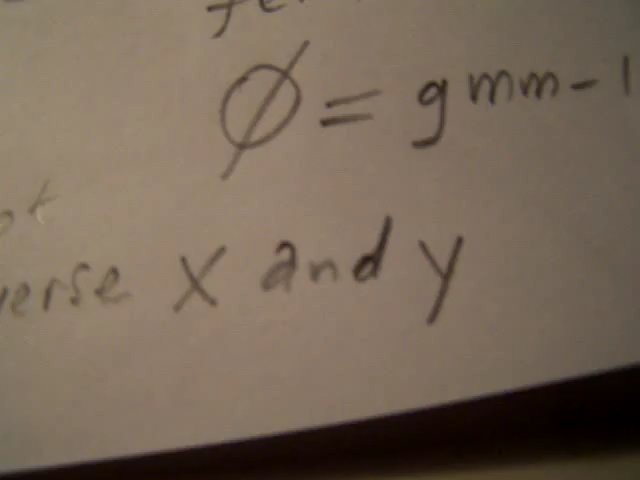 Ø = gmm-1
verse X and y